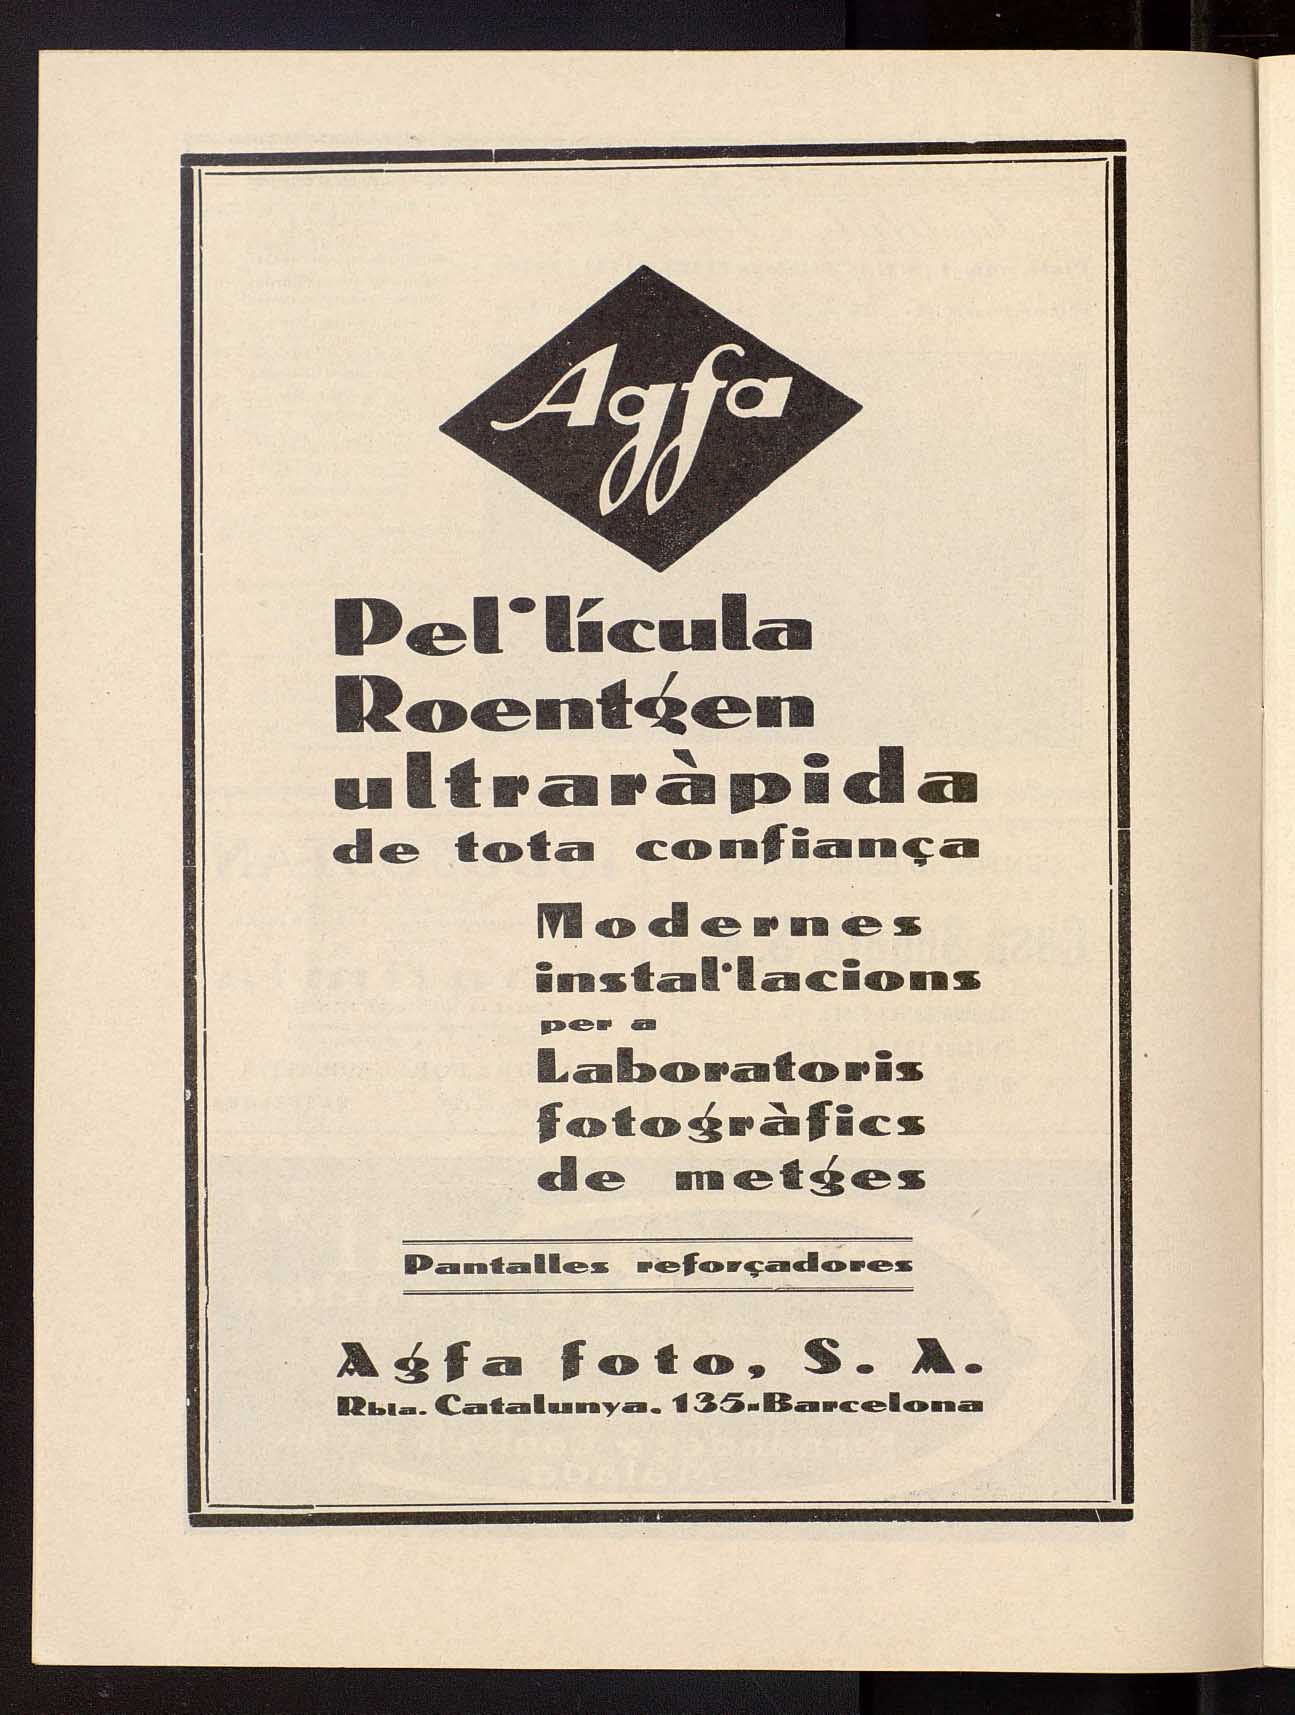 Agfa
Pel·lícula
Roentgen
ultraràpida
de tota confiança
Modernes
instal·lacions
per a
Laboratoris
fotogràfics
de metges
Pantalles reforçadores
Agfa foto, S. A.
Rbla. Catalunya. 135-Barcelona